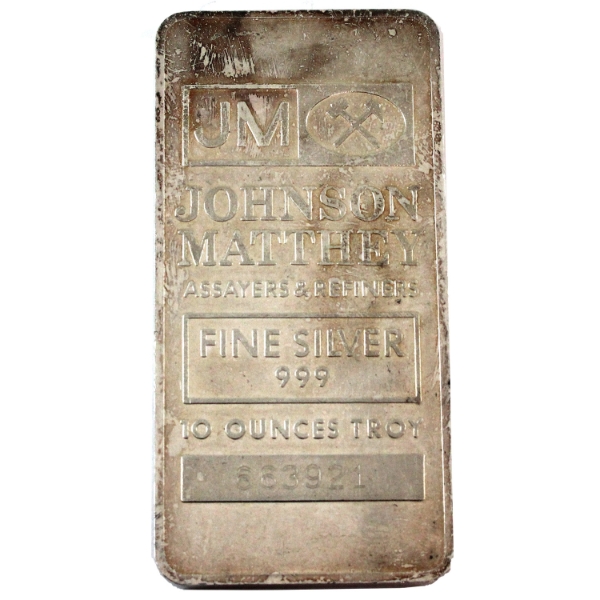 JM
JOHNSON
MATTHEY
ASSAYERS & REFINERS
FINE SILVER
999
10 OUNCES TROY
863921